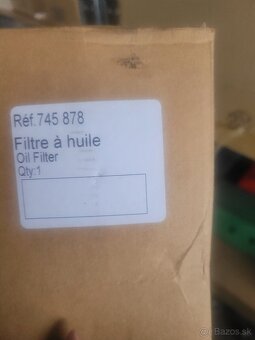 Réf.745 878
Filtre à huile
Oil Filter
Qty:1
Bazos.sk